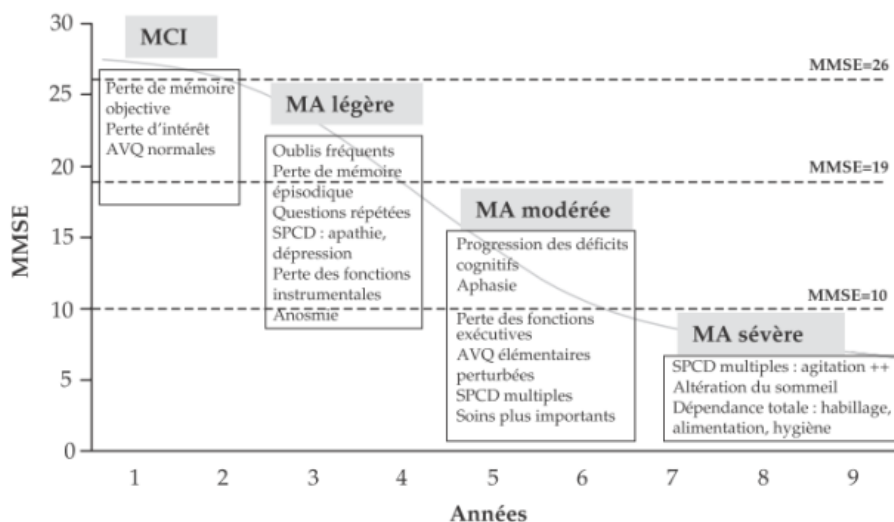 30
MCI
MMSE=26
25
Perte de mémoire
objective
Perte d'intérêt
AVQ normales
MA légère
20
Oublis fréquents
Perte de mémoire
épisodique
Questions répétées
SPCD : apathie,
dépression
Perte des fonctions
instrumentales
Anosmie
MMSE=19
15
MMSE
MA modérée
Progression des déficits
cognitifs
Aphasie
Perte des fonctions
exécutives
AVQ élémentaires
perturbées
SPCD multiples
Soins plus importants
10
MMSE=10
MA sévère
SPCD multiples : agitation ++
Altération du sommeil
Dépendance totale : habillage,
alimentation, hygiène
5
0
1 2 3 4 5 6 7 8 9
Années